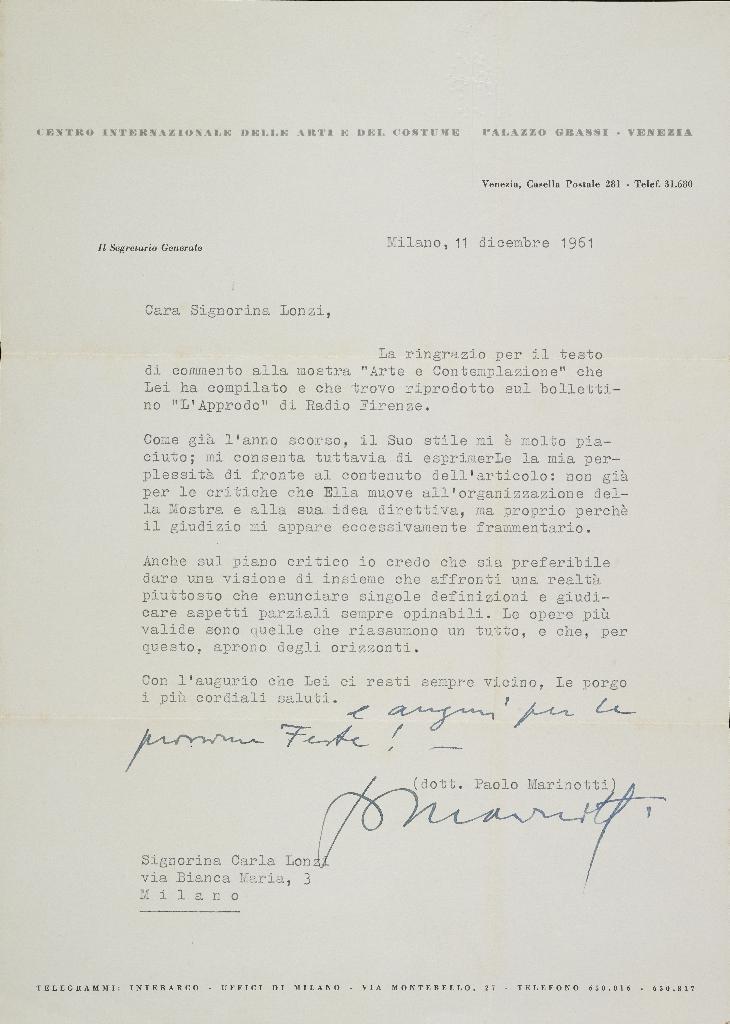 CENTRO INTERNAZIONALE DELLE ARTI E DEL COSTUME PALAZZO GRASSI - VENEZIA
Venezia, Casella Postale 281 - Telef. 31.680
Il Segretario Generale
Milano, 11 dicembre 1961
Cara Signorina Lonzi,
La ringrazio per il testo
di commento alla mostra "Arte e Contemplazione" che
Lei ha compilato e che trovo riprodotto sul bolletti-
no "L'Approdo" di Radio Firenze.
Come già l'anno scorso, il Suo stile mi è molto pia-
ciuto; mi consenta tuttavia di esprimerLe la mia per-
plessità di fronte al contenuto dell'articolo: non già
per le critiche che Ella muove all'organizzazione del-
la Mostra e alla sua idea direttiva, ma proprio perchè
il giudizio mi appare eccessivamente frammentario.
Anche sul piano critico io credo che sia preferibile
dare una visione di insieme che affronti una realtà
piuttosto che enunciare singole definizioni e giudi-
care aspetti parziali sempre opinabili. Le opere più
valide sono quelle che riassumono un tutto, e che, per
questo, aprono degli orizzonti.
Con l'augurio che Lei ci resti sempre vicino, Le porgo
i più cordiali saluti.
e auguri per le
prossime Feste! —
(dott. Paolo Marinotti)
PMarinotti
Signorina Carla Lonzi
via Bianca Maria, 3
M i l a n o
TELEGRAMMI: INTERARCO - UFFICI DI MILANO - VIA MONTEBELLO, 27 - TELEFONO 650.016 - 650.817